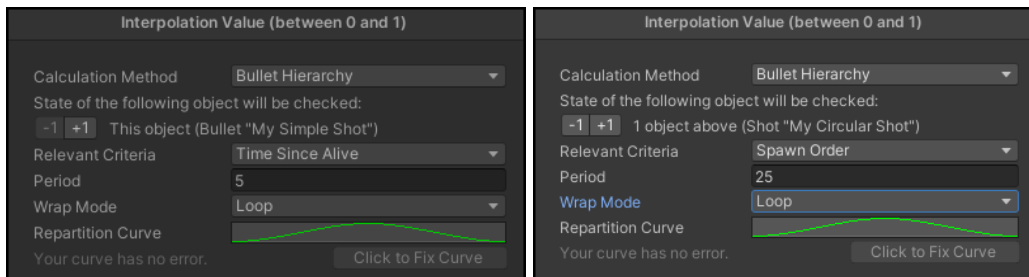 Interpolation Value (between 0 and 1)
Calculation Method Bullet Hierarchy
State of the following object will be checked:
-1 +1 This object (Bullet "My Simple Shot")
Relevant Criteria Time Since Alive
Period 5
Wrap Mode Loop
Repartition Curve
Your curve has no error. Click to Fix Curve
Interpolation Value (between 0 and 1)
Calculation Method Bullet Hierarchy
State of the following object will be checked:
-1 +1 1 object above (Shot "My Circular Shot")
Relevant Criteria Spawn Order
Period 25
Wrap Mode Loop
Repartition Curve
Your curve has no error. Click to Fix Curve